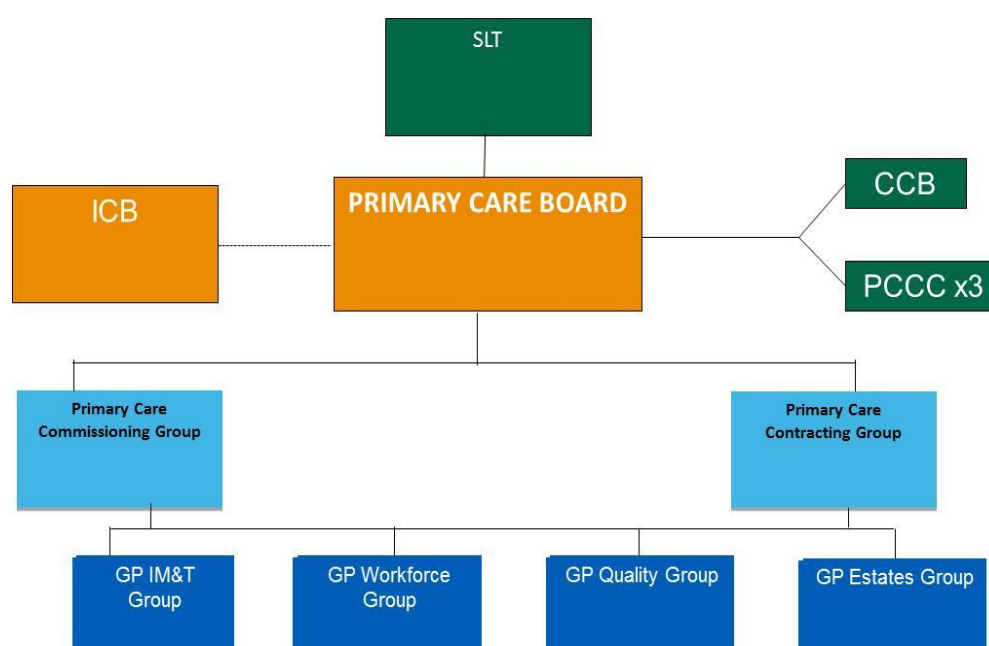 SLT
ICB
PRIMARY CARE BOARD
CCB
PCCC x3
Primary Care
Commissioning Group
Primary Care
Contracting Group
GP IM&T
Group
GP Workforce
Group
GP Quality Group
GP Estates Group